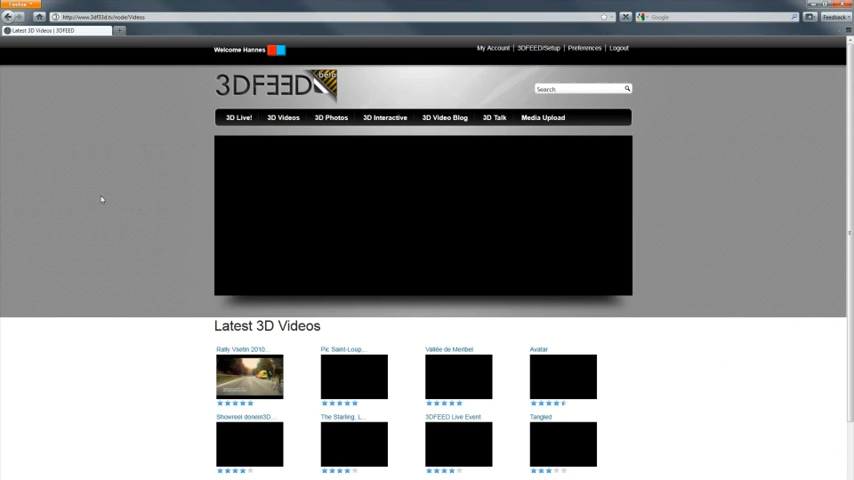 Firefox
http://www.3df33d.tv/node/Videos
Google
Feedback
Latest 3D Videos | 3DFEED
Welcome Hannes
My Account | 3DFEED/Setup | Preferences | Logout
3DFEED
beta
Search
3D Live! 3D Videos 3D Photos 3D Interactive 3D Video Blog 3D Talk Media Upload
Latest 3D Videos
Rally Vsetin 2010... Pic Saint-Loup... Vallée de Meribel Avatar
Showreel donein3D... The Starling, L... 3DFEED Live Event Tangled